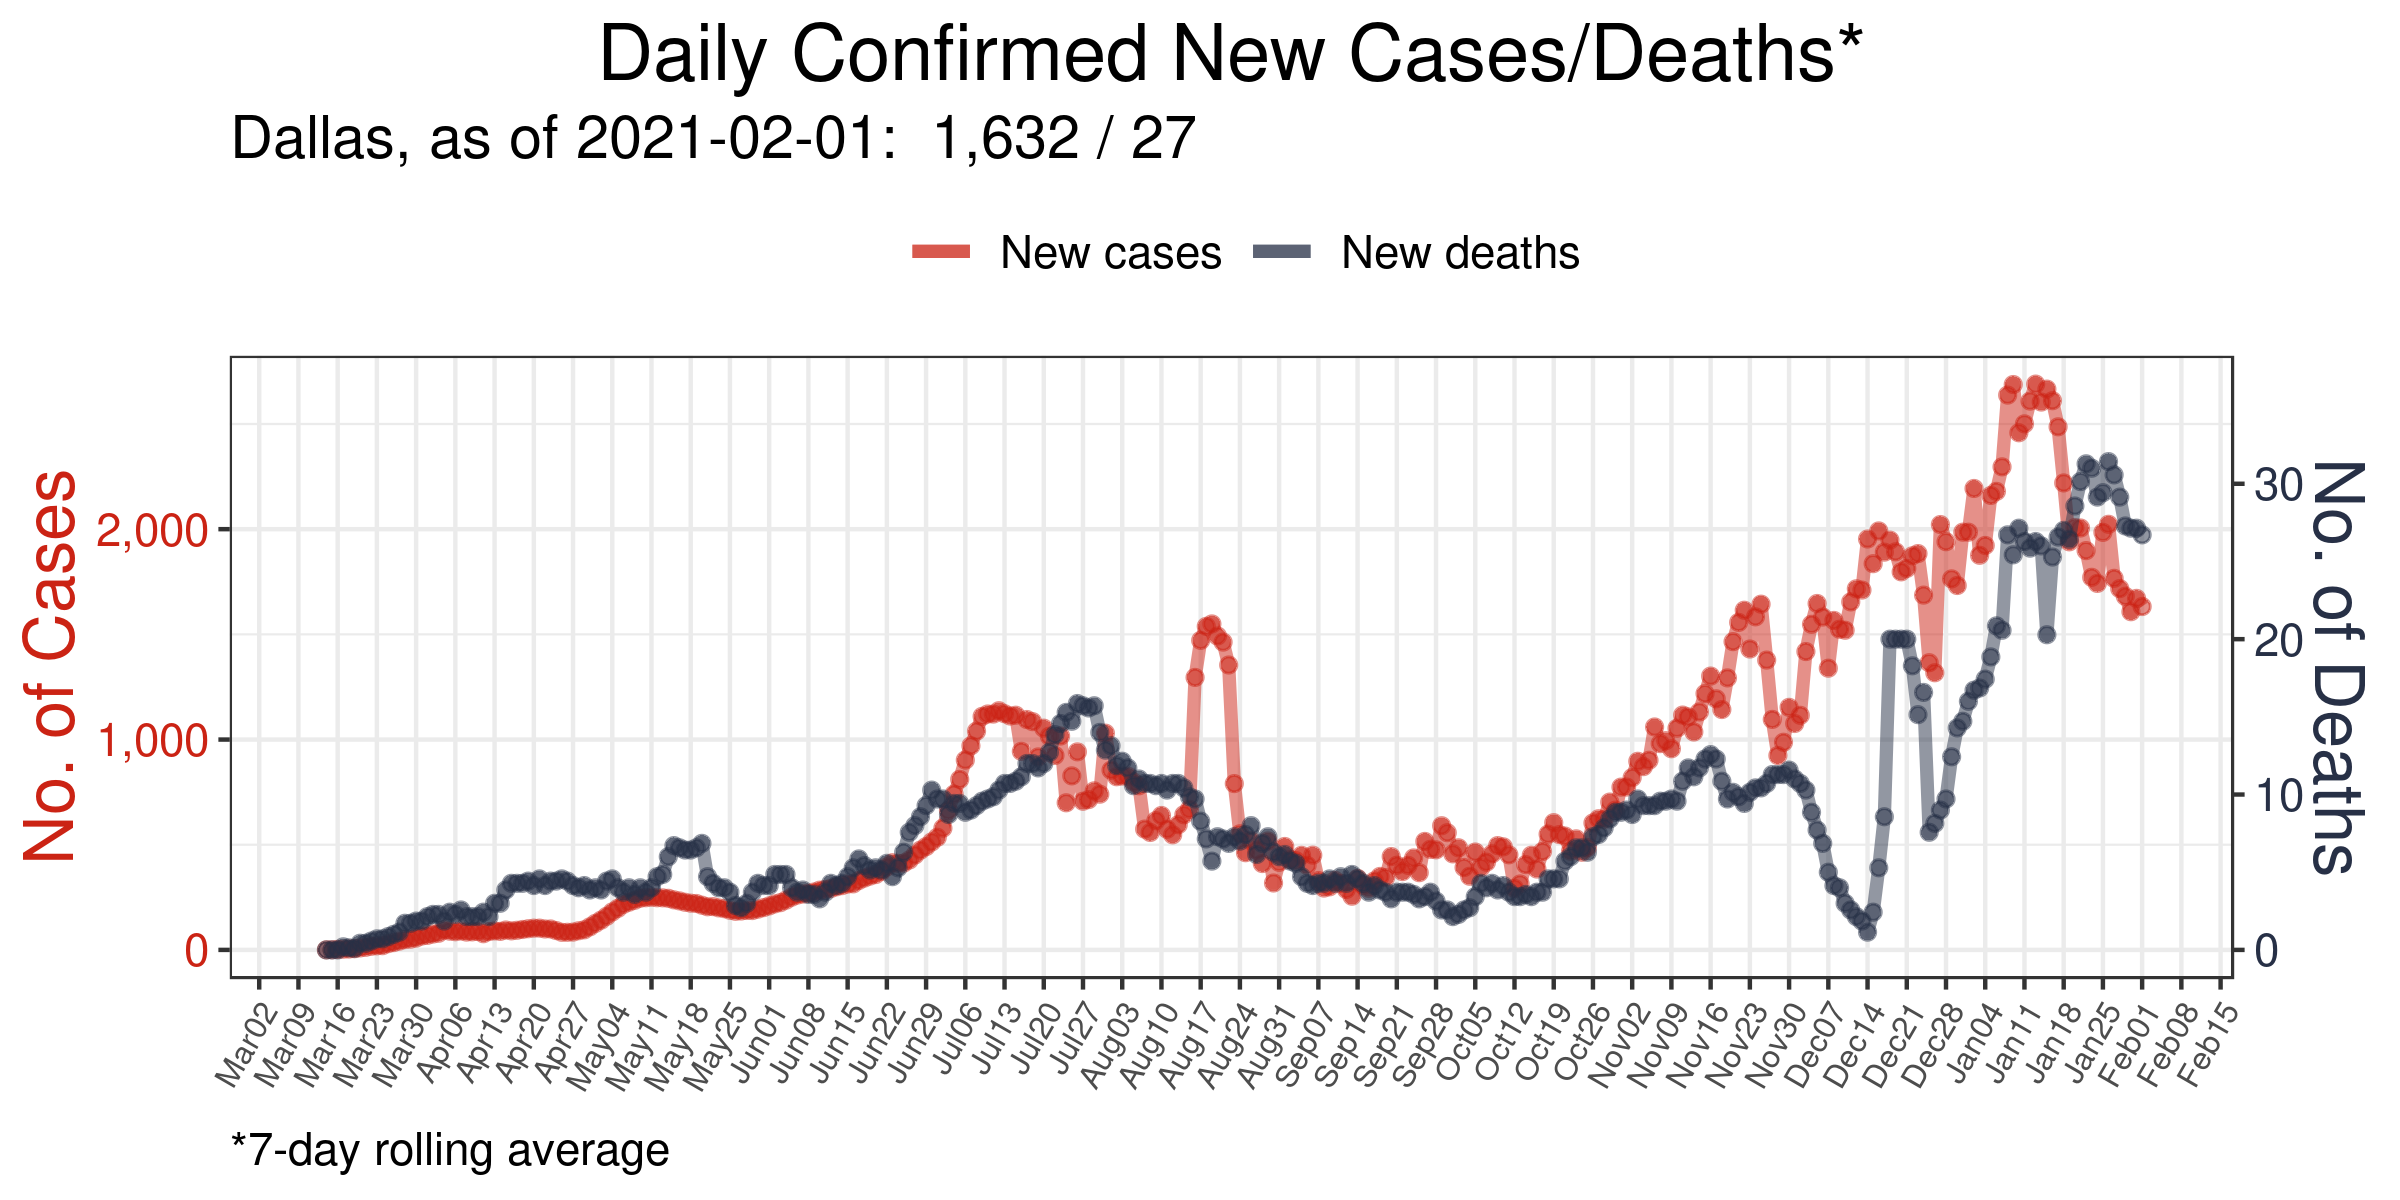 Daily Confirmed New Cases/Deaths*
Dallas, as of 2021-02-01:  1,632 / 27
New cases
New deaths
No. of Cases
2,000
1,000
0
No. of Deaths
30
20
10
0
Mar02
Mar09
Mar16
Mar23
Mar30
Apr06
Apr13
Apr20
Apr27
May04
May11
May18
May25
Jun01
Jun08
Jun15
Jun22
Jun29
Jul06
Jul13
Jul20
Jul27
Aug03
Aug10
Aug17
Aug24
Aug31
Sep07
Sep14
Sep21
Sep28
Oct05
Oct12
Oct19
Oct26
Nov02
Nov09
Nov16
Nov23
Nov30
Dec07
Dec14
Dec21
Dec28
Jan04
Jan11
Jan18
Jan25
Feb01
Feb08
Feb15
*7-day rolling average